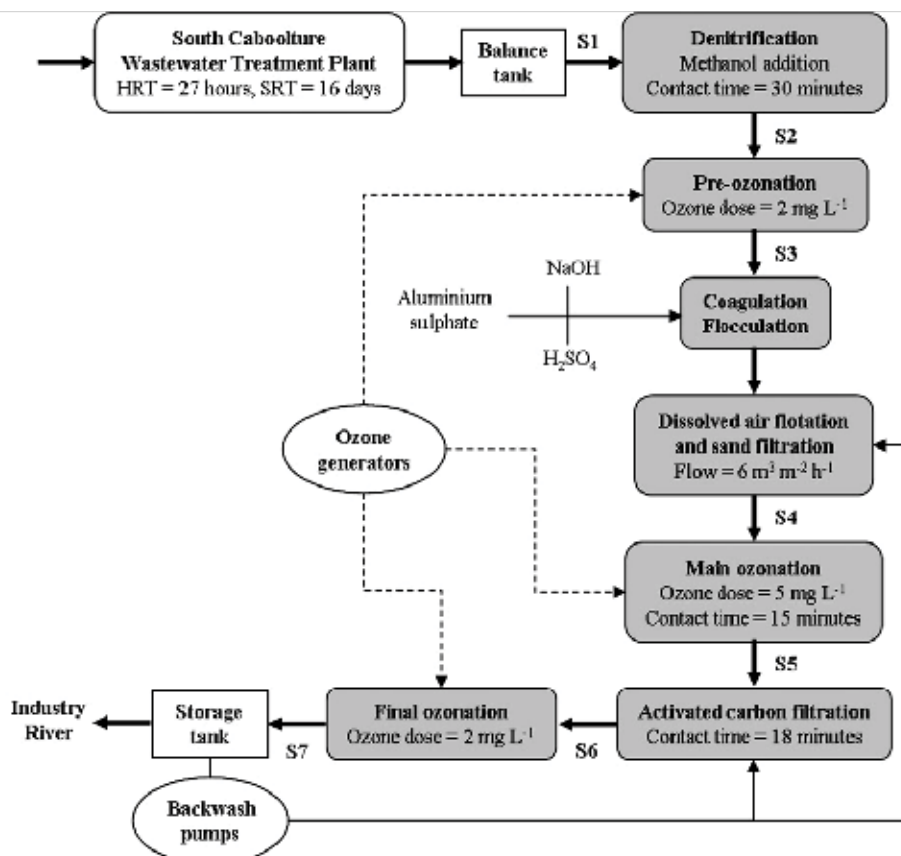 South Caboolture
Wastewater Treatment Plant
HRT = 27 hours, SRT = 16 days
Balance
tank
S1
Denitrification
Methanol addition
Contact time = 30 minutes
S2
Pre-ozonation
Ozone dose = 2 mg L⁻¹
S3
NaOH
Aluminium
sulphate
H₂SO₄
Coagulation
Flocculation
Dissolved air flotation
and sand filtration
Flow = 6 m³ m⁻² h⁻¹
Ozone
generators
S4
Main ozonation
Ozone dose = 5 mg L⁻¹
Contact time = 15 minutes
S5
Activated carbon filtration
Contact time = 18 minutes
S6
Final ozonation
Ozone dose = 2 mg L⁻¹
S7
Storage
tank
Industry
River
Backwash
pumps